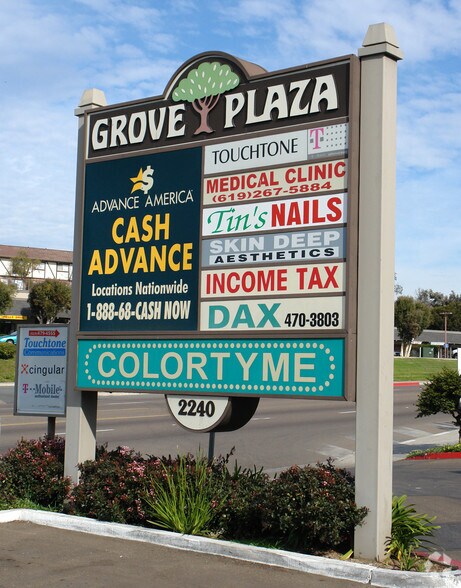 GROVE PLAZA
ADVANCE AMERICA
CASH
ADVANCE
Locations Nationwide
1-888-68-CASH NOW
TOUCHTONE T
MEDICAL CLINIC
(619)267-5884
Tin's NAILS
SKIN DEEP
AESTHETICS
INCOME TAX
DAX 470-3803
COLORTYME
2240
Touchtone
cingular
T-Mobile